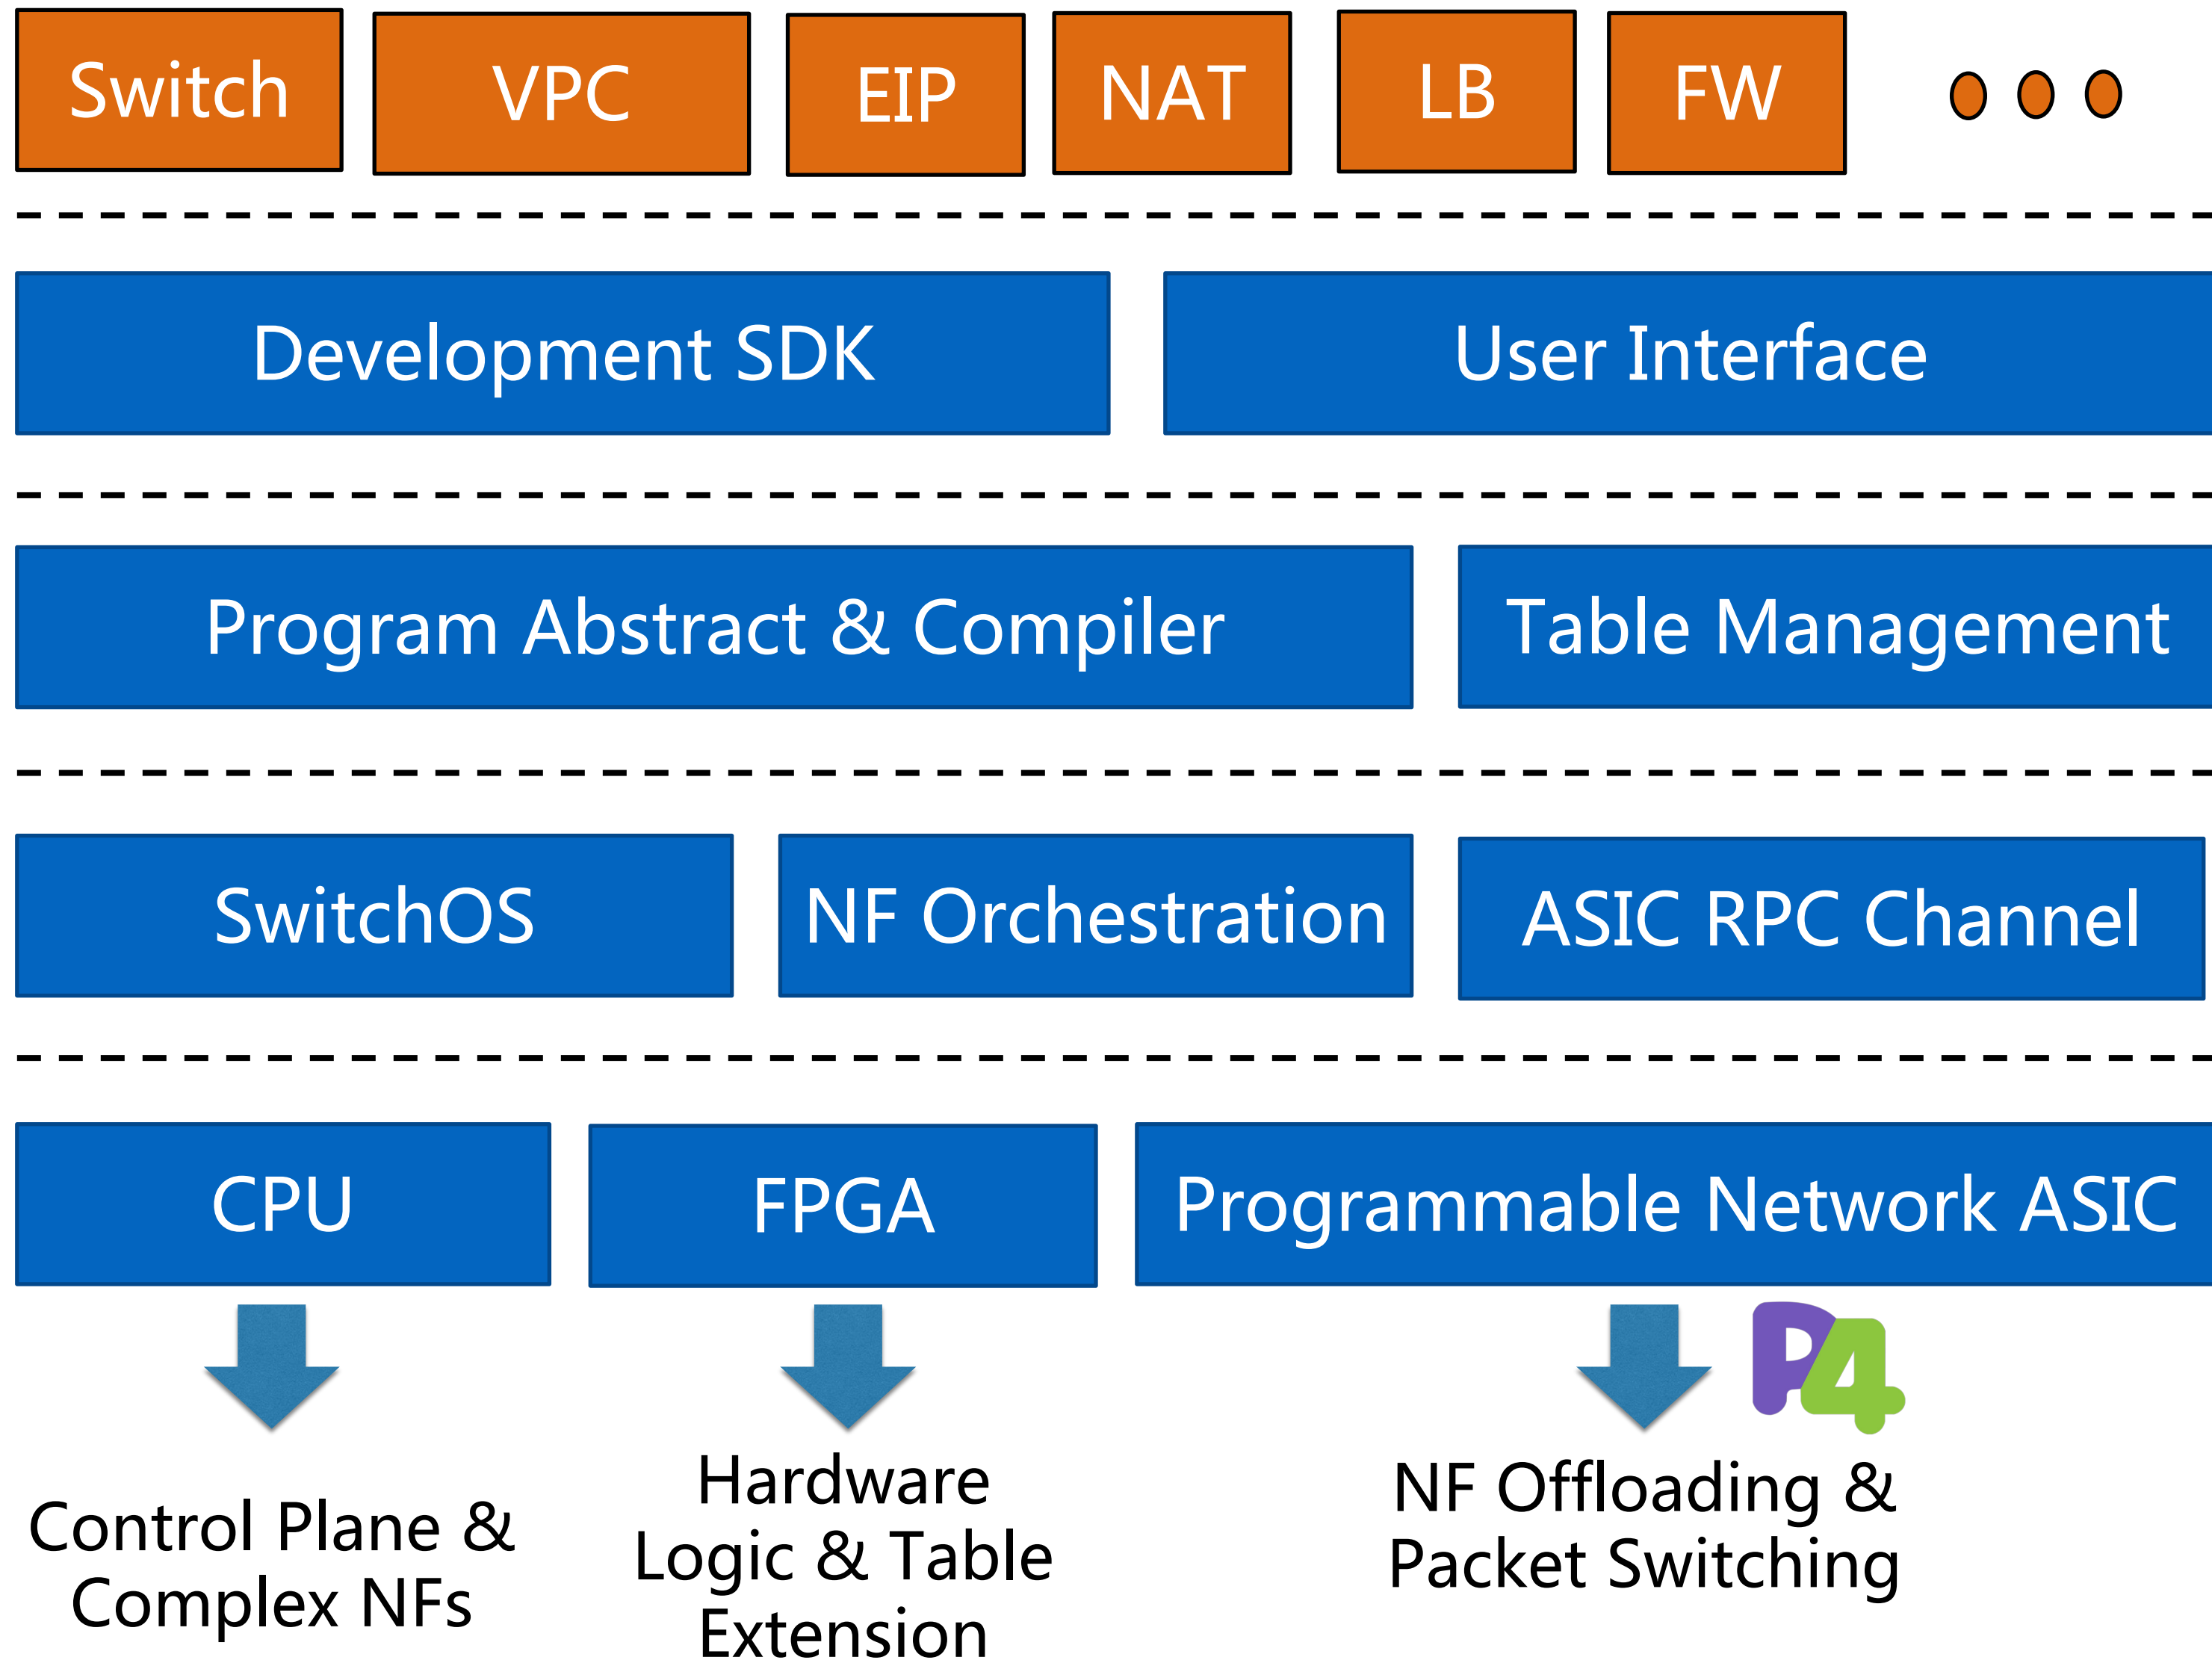 Switch VPC EIP NAT LB FW
Development SDK User Interface
Program Abstract & Compiler Table Management
SwitchOS NF Orchestration ASIC RPC Channel
CPU FPGA Programmable Network ASIC
P4
Control Plane &
Complex NFs
Hardware
Logic & Table
Extension
NF Offloading &
Packet Switching